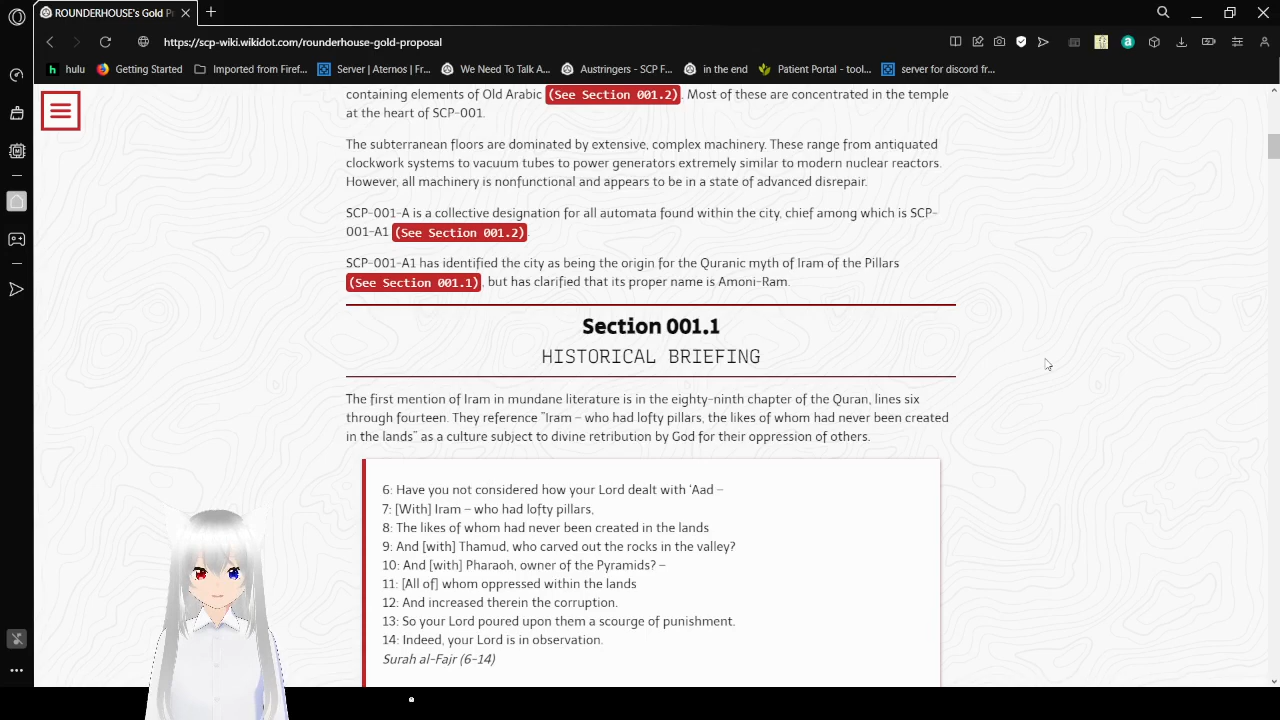 ROUNDERHOUSE's Gold P
https://scp-wiki.wikidot.com/rounderhouse-gold-proposal
hulu
Getting Started
Imported from Firef...
Server | Aternos | Fr...
We Need To Talk A...
Austringers - SCP F...
in the end
Patient Portal - tool...
server for discord fr...
containing elements of Old Arabic (See Section 001.2). Most of these are concentrated in the temple
at the heart of SCP-001.
The subterranean floors are dominated by extensive, complex machinery. These range from antiquated
clockwork systems to vacuum tubes to power generators extremely similar to modern nuclear reactors.
However, all machinery is nonfunctional and appears to be in a state of advanced disrepair.
SCP-001-A is a collective designation for all automata found within the city, chief among which is SCP-
001-A1 (See Section 001.2)
SCP-001-A1 has identified the city as being the origin for the Quranic myth of Iram of the Pillars
(See Section 001.1), but has clarified that its proper name is Amoni-Ram.
Section 001.1
HISTORICAL BRIEFING
The first mention of Iram in mundane literature is in the eighty-ninth chapter of the Quran, lines six
through fourteen. They reference "Iram – who had lofty pillars, the likes of whom had never been created
in the lands" as a culture subject to divine retribution by God for their oppression of others.
6: Have you not considered how your Lord dealt with 'Aad –
7: [With] Iram – who had lofty pillars,
8: The likes of whom had never been created in the lands
9: And [with] Thamud, who carved out the rocks in the valley?
10: And [with] Pharaoh, owner of the Pyramids? –
11: [All of] whom oppressed within the lands
12: And increased therein the corruption.
13: So your Lord poured upon them a scourge of punishment.
14: Indeed, your Lord is in observation.
Surah al-Fajr (6-14)